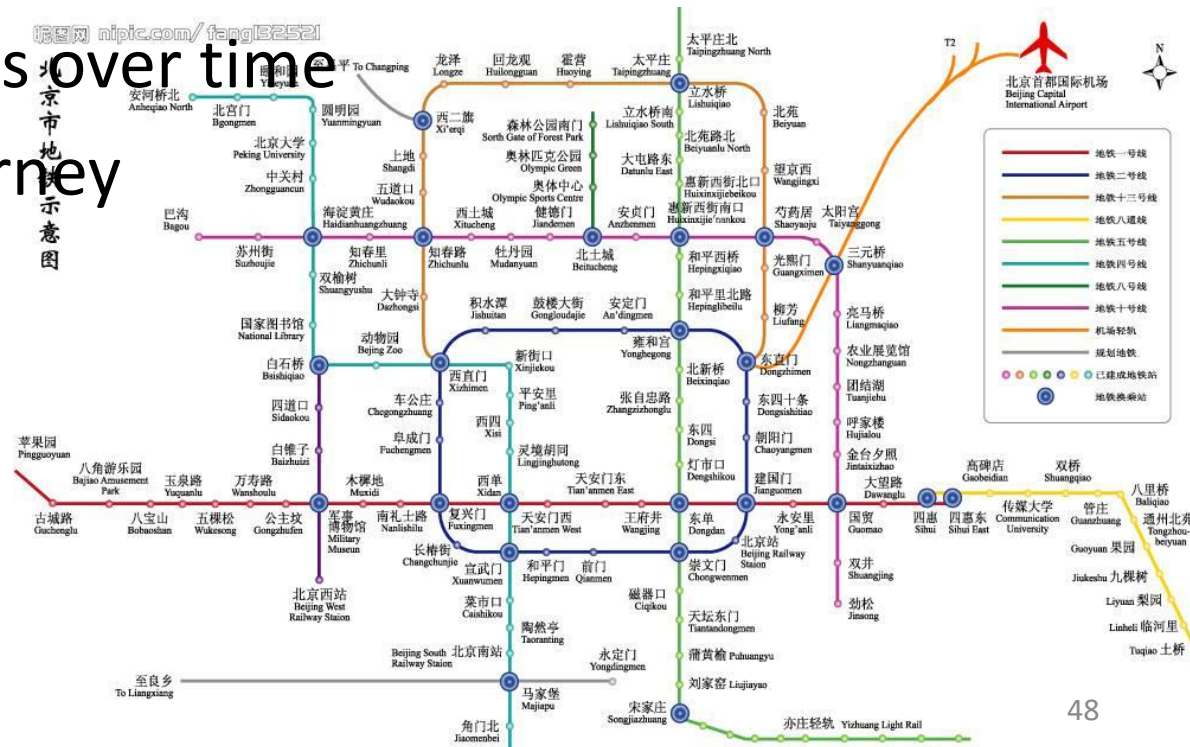 昵图网 nipic.com/fang132521
s over time
rney
北京市地铁示意图
至昌平 To Changping
安河桥北
Anheqiao North
北宫门
Bgongmen
颐和园
圆明园
Yuanmingyuan
北京大学
Peking University
中关村
Zhongguancun
巴沟
Bagou
苏州街
Suzhoujie
海淀黄庄
Haidianhuangzhuang
知春里
Zhichunli
知春路
Zhichunlu
西土城
Xitucheng
牡丹园
Mudanyuan
健德门
Jiandemen
北土城
Beitucheng
安贞门
Anzhenmen
惠新西街南口
Huixinxijie'nankou
芍药居
Shaoyaoju
太阳宫
Taiyanggong
三元桥
Shanyuanqiao
龙泽
Longze
回龙观
Huilongguan
霍营
Huoying
太平庄
Taipingzhuang
太平庄北
Taipingzhuang North
西二旗
Xi'erqi
上地
Shangdi
五道口
Wudaokou
大钟寺
Dazhongsi
森林公园南门
Sorth Gate of Forest Park
奥林匹克公园
Olympic Green
奥体中心
Olympic Sports Centre
立水桥
Lishuiqiao
立水桥南
Lishuiqiao South
北苑路北
Beiyuanlu North
大屯路东
Datunlu East
惠新西街北口
Huixinxijiebeikou
北苑
Beiyuan
望京西
Wangjingxi
光熙门
Guangximen
柳芳
Liufang
T2
北京首都国际机场
Beijing Capital
International Airport
N
地铁一号线
地铁二号线
地铁十三号线
地铁八通线
地铁五号线
地铁四号线
地铁八号线
地铁十号线
机场轻轨
规划地铁
已建成地铁站
地铁换乘站
双榆树
Shuangyushu
国家图书馆
National Library
白石桥
Bsishiqiao
动物园
Bejing Zoo
西直门
Xizhimen
新街口
Xinjiekou
积水潭
Jishuitan
鼓楼大街
Gongloudajie
安定门
An'dingmen
雍和宫
Yonghegong
和平西桥
Hepingxiqiao
和平里北路
Hepinglibeilu
东直门
Dongzhimen
亮马桥
Liangmaqiao
农业展览馆
Nongzhanguan
团结湖
Tuanjiehu
呼家楼
Hujialou
金台夕照
Jintaixizhao
四道口
Sidaokou
白锥子
Baizhuizi
车公庄
Chegongzhuang
阜成门
Fuchengmen
平安里
Ping'anli
西四
Xisi
灵境胡同
Lingjinghutong
北新桥
Beixinqiao
张自忠路
Zhangzizhonglu
东四
Dongsi
灯市口
Dengshikou
东四十条
Dongsishitiao
朝阳门
Chaoyangmen
苹果园
Pingguoyuan
古城路
Guchenglu
八角游乐园
Bajiao Amusement
Park
八宝山
Bobaoshan
玉泉路
Yuquanlu
五棵松
Wukesong
万寿路
Wanshoulu
公主坟
Gongzhufen
军事
博物馆
Military
Museun
木樨地
Muxidi
南礼士路
Nanlishilu
复兴门
Fuxingmen
西单
Xidan
天安门西
Tian'anmen West
天安门东
Tian'anmen East
王府井
Wangjing
东单
Dongdan
建国门
Jianguomen
永安里
Yong'anli
国贸
Guomao
大望路
Dawanglu
四惠
Sihui
四惠东
Sihui East
高碑店
Gaobeidian
传媒大学
Communication
University
双桥
Shuangqiao
管庄
Guanzhuang
八里桥
Baliqiao
通州北苑
Tongzhou-
beiyuan
Guoyuan 果园
Jiukeshu 九棵树
Liyuan 梨园
Linheli 临河里
Tuqiao 土桥
长椿街
Changchunjie
宣武门
Xuanwumen
和平门
Hepingmen
前门
Qianmen
崇文门
Chongwenmen
北京站
Beijing Railway
Staion
双井
Shuangjing
劲松
Jinsong
北京西站
Beijing West
Railway Staion
菜市口
Caishikou
陶然亭
Taoranting
Beijing South 北京南站
Railway Staion
马家堡
Majiapu
角门北
Jiaomenbei
至良乡
To Liangxiang
永定门
Yongdingmen
磁器口
Ciqikou
天坛东门
Tiantandongmen
蒲黄榆 Puhuangyu
刘家窑 Liujiayao
宋家庄
Songjiazhuang
亦庄轻轨 Yizhuang Light Rail
48